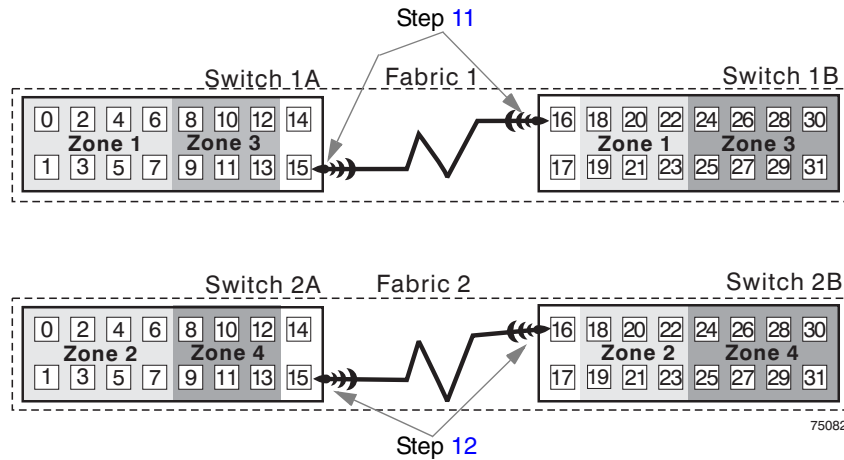 Step 11
Switch 1A Fabric 1 Switch 1B
0 2 4 6 8 10 12 14 16 18 20 22 24 26 28 30
Zone 1 Zone 3 Zone 1 Zone 3
1 3 5 7 9 11 13 15 17 19 21 23 25 27 29 31
Switch 2A Fabric 2 Switch 2B
0 2 4 6 8 10 12 14 16 18 20 22 24 26 28 30
Zone 2 Zone 4 Zone 2 Zone 4
1 3 5 7 9 11 13 15 17 19 21 23 25 27 29 31
75082
Step 12